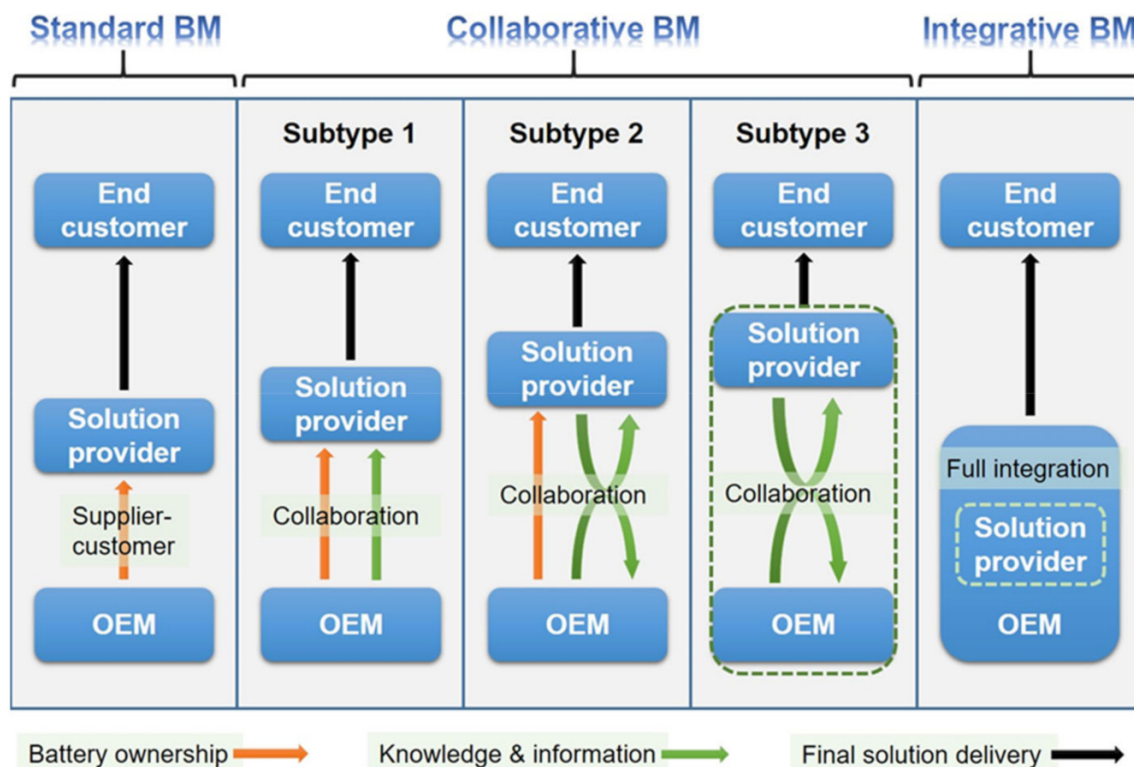 Standard BM
Collaborative BM
Integrative BM
Subtype 1
Subtype 2
Subtype 3
End
customer
Solution
provider
Supplier-
customer
OEM
End
customer
Solution
provider
Collaboration
OEM
End
customer
Solution
provider
Collaboration
OEM
End
customer
Solution
provider
Collaboration
OEM
End
customer
Full integration
Solution
provider
OEM
Battery ownership
Knowledge & information
Final solution delivery